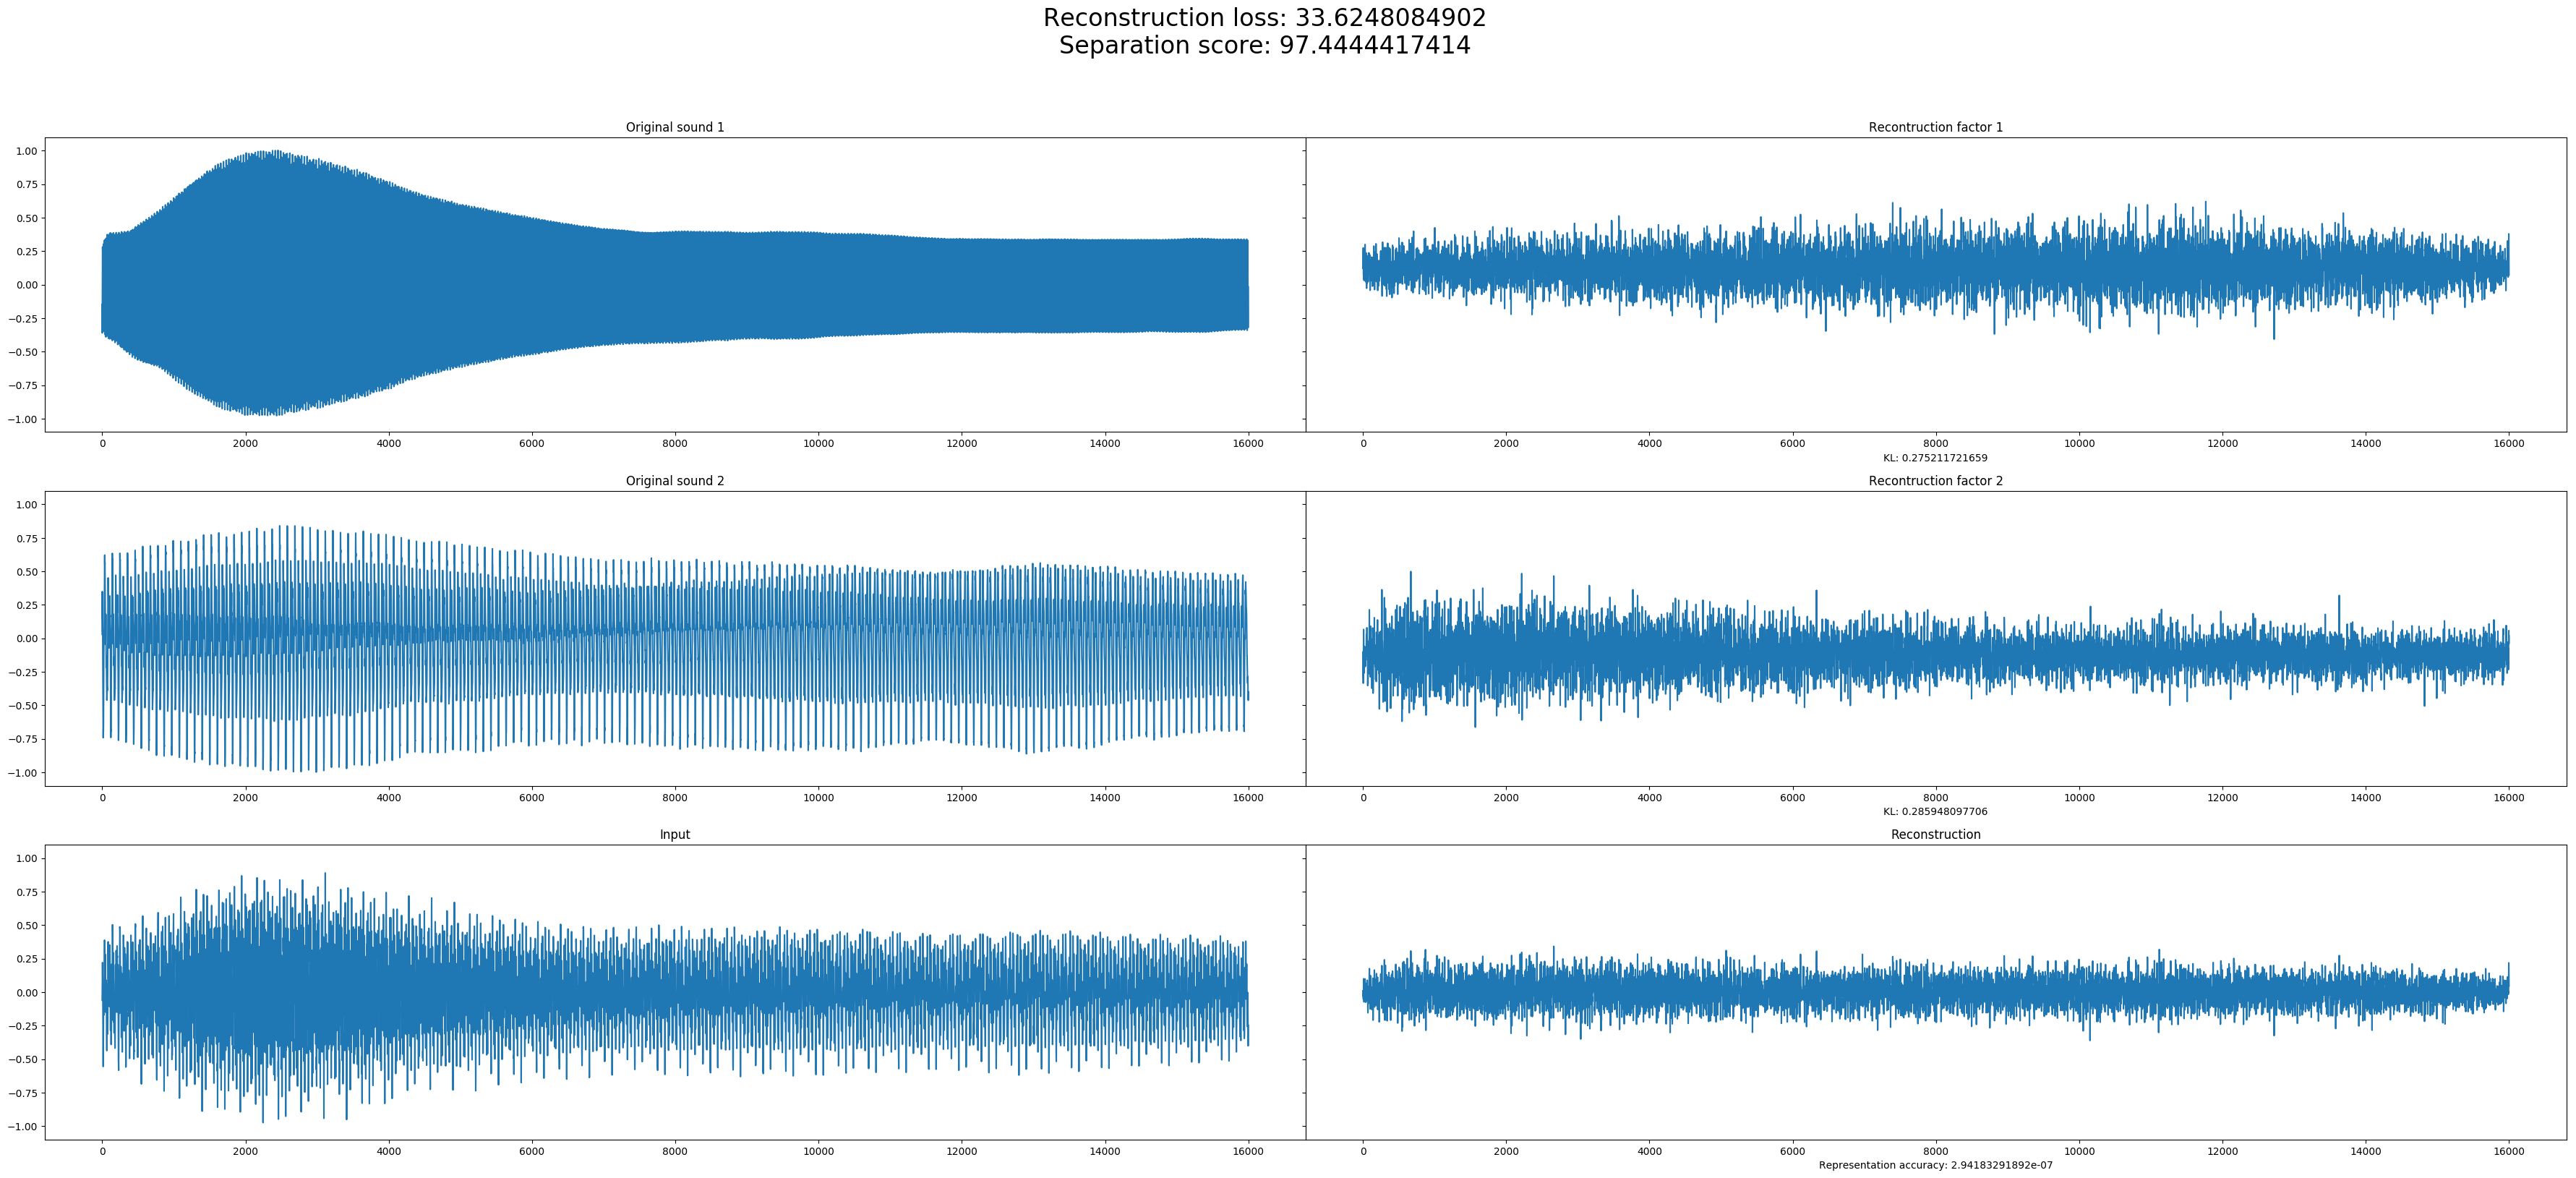 Reconstruction loss: 33.6248084902
Separation score: 97.4444417414
Original sound 1
Recontruction factor 1
1.00
0.75
0.50
0.25
0.00
−0.25
−0.50
−0.75
−1.00
0 2000 4000 6000 8000 10000 12000 14000 16000
0 2000 4000 6000 8000 10000 12000 14000 16000
KL: 0.275211721659
Original sound 2
Recontruction factor 2
1.00
0.75
0.50
0.25
0.00
−0.25
−0.50
−0.75
−1.00
0 2000 4000 6000 8000 10000 12000 14000 16000
0 2000 4000 6000 8000 10000 12000 14000 16000
KL: 0.285948097706
Input
Reconstruction
1.00
0.75
0.50
0.25
0.00
−0.25
−0.50
−0.75
−1.00
0 2000 4000 6000 8000 10000 12000 14000 16000
0 2000 4000 6000 8000 10000 12000 14000 16000
Representation accuracy: 2.94183291892e-07